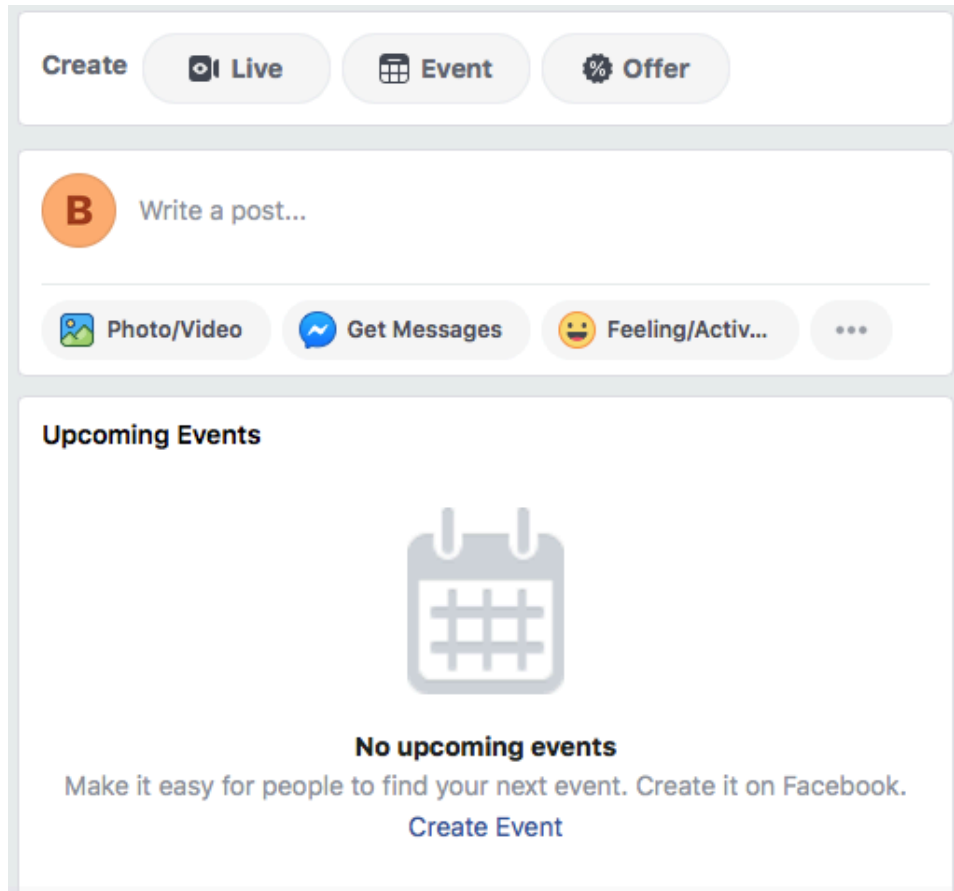 Create Live Event Offer
B Write a post...
Photo/Video Get Messages Feeling/Activ... •••
Upcoming Events
No upcoming events
Make it easy for people to find your next event. Create it on Facebook.
Create Event